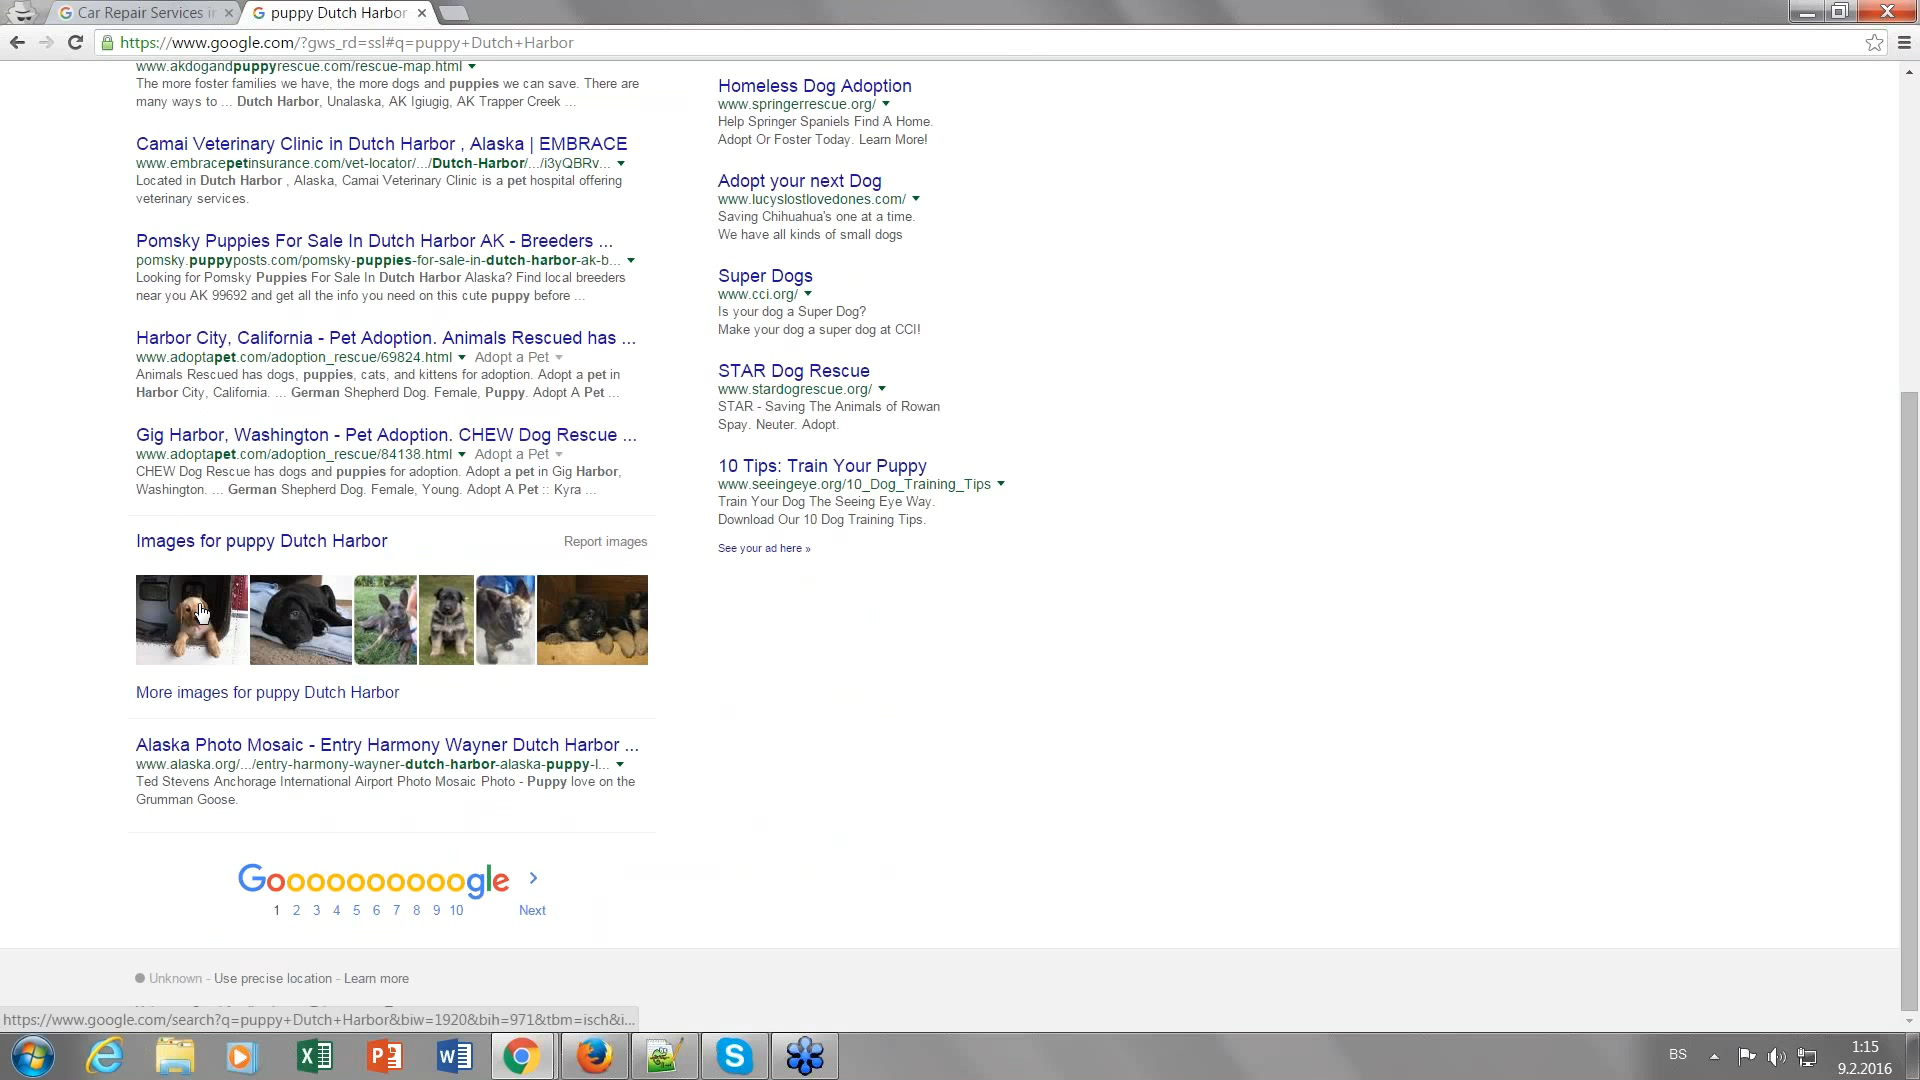 Car Repair Services in
puppy Dutch Harbor
https://www.google.com/?gws_rd=ssl#q=puppy+Dutch+Harbor
www.akdogandpuppyrescue.com/rescue-map.html
The more foster families we have, the more dogs and puppies we can save. There are
many ways to ... Dutch Harbor, Unalaska, AK Igiugig, AK Trapper Creek ...
Camai Veterinary Clinic in Dutch Harbor , Alaska | EMBRACE
www.embracepetinsurance.com/vet-locator/.../Dutch-Harbor/.../i3yQBRv...
Located in Dutch Harbor , Alaska, Camai Veterinary Clinic is a pet hospital offering
veterinary services.
Pomsky Puppies For Sale In Dutch Harbor AK - Breeders ...
pomsky.puppyposts.com/pomsky-puppies-for-sale-in-dutch-harbor-ak-b...
Looking for Pomsky Puppies For Sale In Dutch Harbor Alaska? Find local breeders
near you AK 99692 and get all the info you need on this cute puppy before ...
Harbor City, California - Pet Adoption. Animals Rescued has ...
www.adoptapet.com/adoption_rescue/69824.html Adopt a Pet
Animals Rescued has dogs, puppies, cats, and kittens for adoption. Adopt a pet in
Harbor City, California. ... German Shepherd Dog. Female, Puppy. Adopt A Pet ...
Gig Harbor, Washington - Pet Adoption. CHEW Dog Rescue ...
www.adoptapet.com/adoption_rescue/84138.html Adopt a Pet
CHEW Dog Rescue has dogs and puppies for adoption. Adopt a pet in Gig Harbor,
Washington. ... German Shepherd Dog. Female, Young. Adopt A Pet :: Kyra ...
Images for puppy Dutch Harbor
Report images
More images for puppy Dutch Harbor
Alaska Photo Mosaic - Entry Harmony Wayner Dutch Harbor ...
www.alaska.org/.../entry-harmony-wayner-dutch-harbor-alaska-puppy-l...
Ted Stevens Anchorage International Airport Photo Mosaic Photo - Puppy love on the
Grumman Goose.
Homeless Dog Adoption
www.springerrescue.org/
Help Springer Spaniels Find A Home.
Adopt Or Foster Today. Learn More!
Adopt your next Dog
www.lucyslostlovedones.com/
Saving Chihuahua's one at a time.
We have all kinds of small dogs
Super Dogs
www.cci.org/
Is your dog a Super Dog?
Make your dog a super dog at CCI!
STAR Dog Rescue
www.stardogrescue.org/
STAR - Saving The Animals of Rowan
Spay. Neuter. Adopt.
10 Tips: Train Your Puppy
www.seeingeye.org/10_Dog_Training_Tips
Train Your Dog The Seeing Eye Way.
Download Our 10 Dog Training Tips.
See your ad here »
Goooooooooogle
1 2 3 4 5 6 7 8 9 10 Next
Unknown - Use precise location - Learn more
https://www.google.com/search?q=puppy+Dutch+Harbor&biw=1920&bih=971&tbm=isch&i...
BS
1:15
9.2.2016